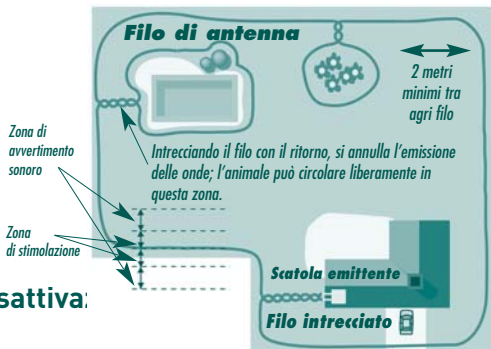 Filo di antenna
2 metri
minimi tra
agri filo
Zona di
avvertimento
sonoro
Intrecciando il filo con il ritorno, si annulla l’emissione
delle onde; l’animale può circolare liberamente in
questa zona.
Zona
di stimolazione
Scatola emittente
Filo intrecciato